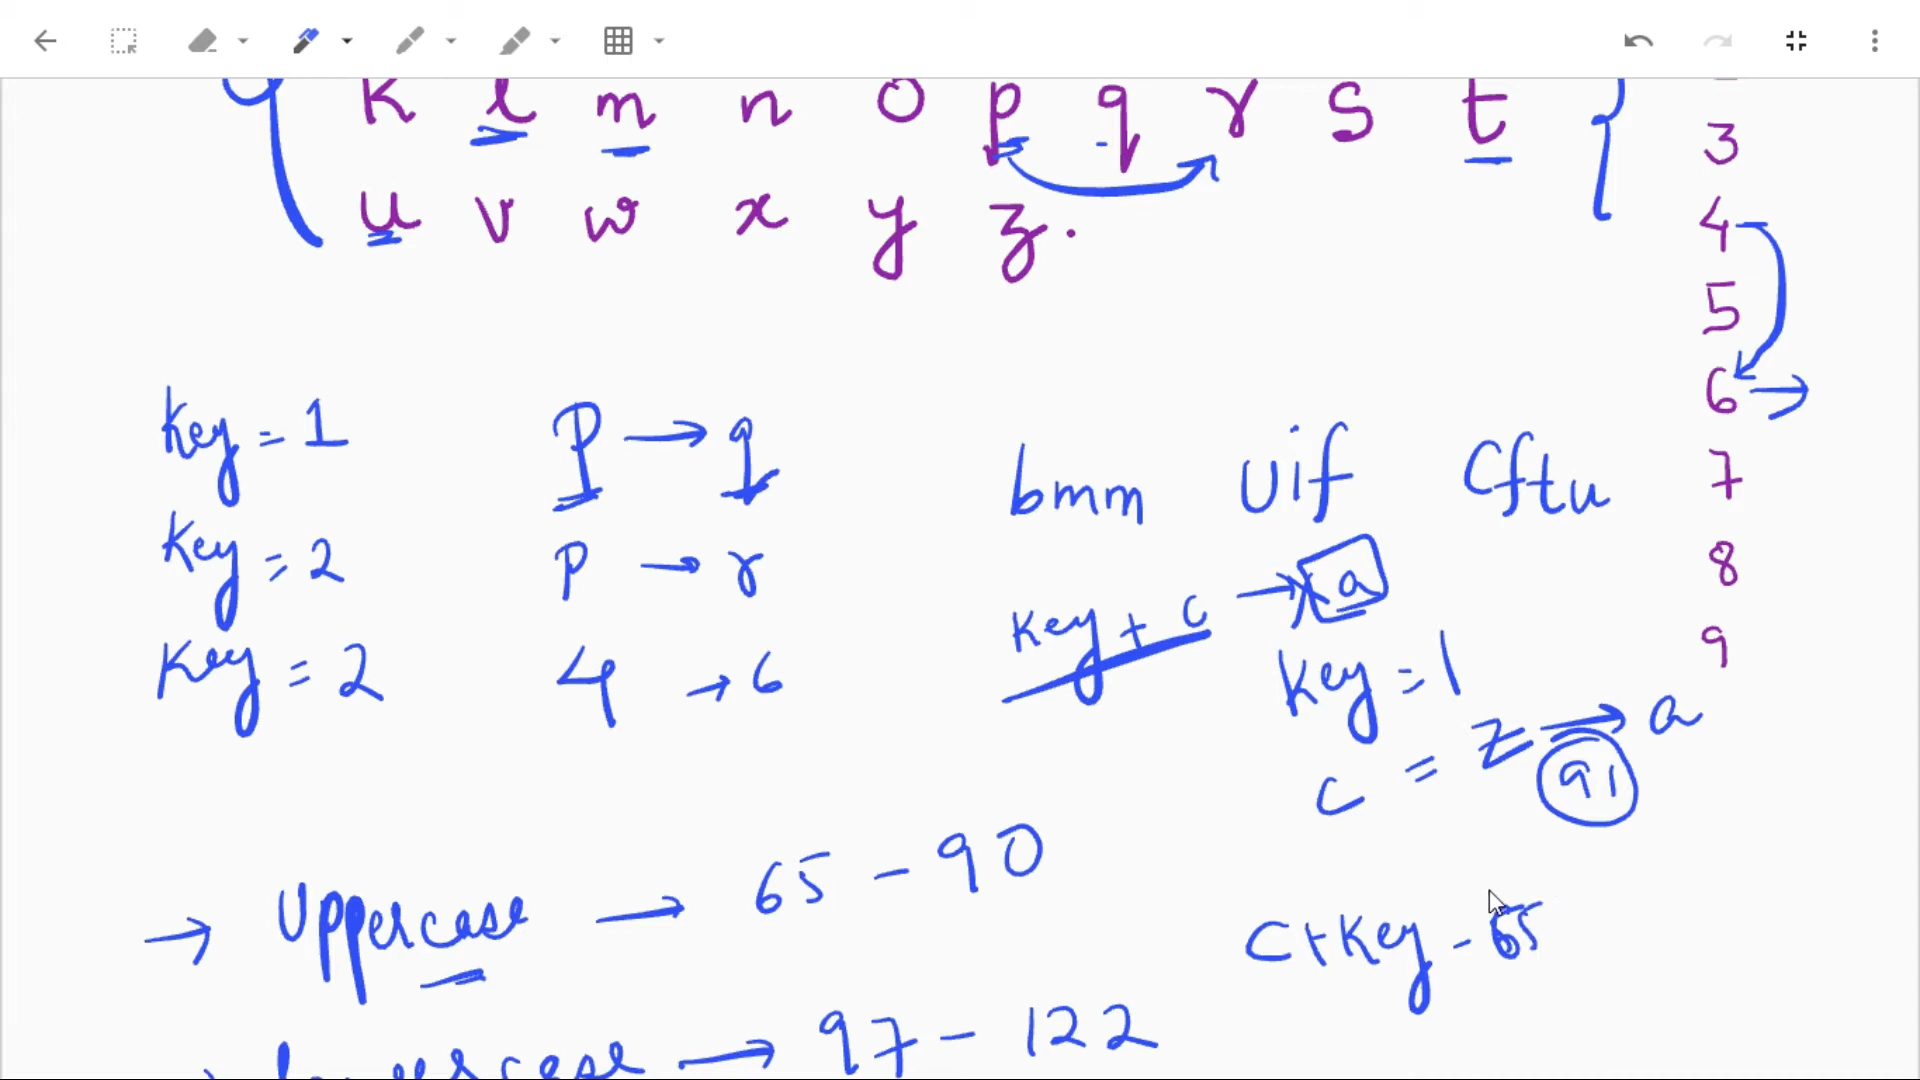 k l m n o p q r s t
u v w x y z.
3
4
5
6
7
8
9
Key = 1 P → q
Key = 2 P → r
Key = 2 4 → 6
bmm Uif Cftu
Key + c → a
Key = 1
c = z → a
91
→ Uppercase → 65 - 90
C+Key - 65
Lowercase → 97 - 122